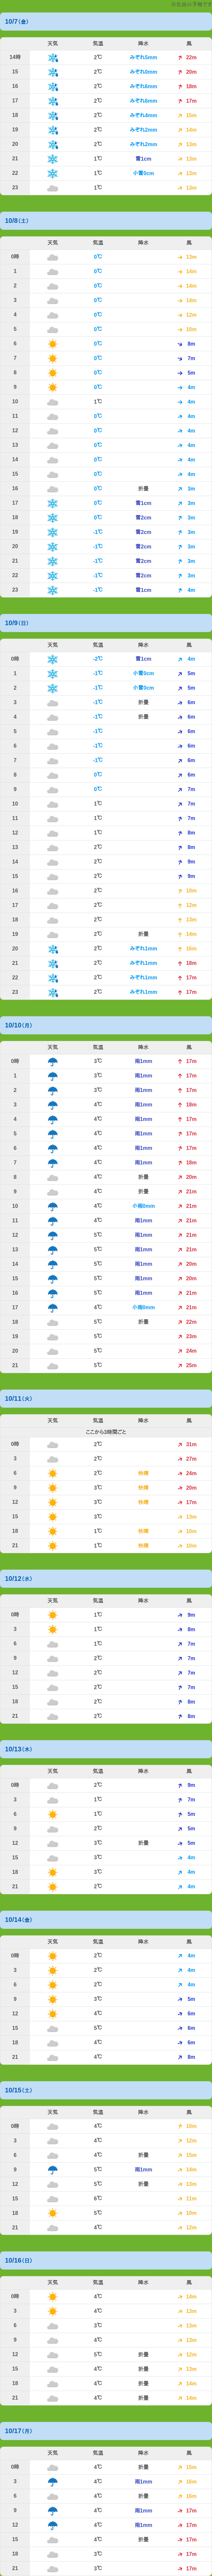 10/7(金)
天気 気温 降水 風
14時 2℃ みぞれ5mm 22m
15 2℃ みぞれ9mm 20m
16 2℃ みぞれ6mm 18m
17 2℃ みぞれ6mm 17m
18 2℃ みぞれ4mm 15m
19 2℃ みぞれ2mm 14m
20 2℃ みぞれ2mm 13m
21 1℃ 雪1cm 13m
22 1℃ 小雪0cm 13m
23 1℃ 13m
10/8(土)
天気 気温 降水 風
0時 0℃ 13m
1 0℃ 14m
2 0℃ 14m
3 0℃ 14m
4 0℃ 12m
5 0℃ 10m
6 0℃ 8m
7 0℃ 7m
8 0℃ 5m
9 0℃ 4m
10 1℃ 4m
11 0℃ 4m
12 0℃ 4m
13 0℃ 4m
14 0℃ 4m
15 0℃ 4m
16 0℃ 折曇 3m
17 0℃ 雪1cm 3m
18 0℃ 雪2cm 3m
19 -1℃ 雪2cm 3m
20 -1℃ 雪2cm 3m
21 -1℃ 雪2cm 3m
22 -1℃ 雪2cm 3m
23 -1℃ 雪1cm 4m
10/9(日)
天気 気温 降水 風
0時 -2℃ 雪1cm 4m
1 -1℃ 小雪0cm 5m
2 -1℃ 小雪0cm 5m
3 -1℃ 折曇 6m
4 -1℃ 折曇 6m
5 -1℃ 6m
6 -1℃ 6m
7 -1℃ 6m
8 0℃ 6m
9 0℃ 7m
10 1℃ 7m
11 1℃ 7m
12 1℃ 8m
13 2℃ 8m
14 2℃ 9m
15 2℃ 9m
16 2℃ 10m
17 2℃ 12m
18 2℃ 13m
19 2℃ 折曇 14m
20 2℃ みぞれ1mm 16m
21 2℃ みぞれ1mm 18m
22 2℃ みぞれ1mm 17m
23 2℃ みぞれ1mm 17m
10/10(月)
天気 気温 降水 風
0時 3℃ 雨1mm 17m
1 3℃ 雨1mm 17m
2 3℃ 雨1mm 17m
3 4℃ 雨1mm 18m
4 4℃ 雨1mm 17m
5 4℃ 雨1mm 17m
6 4℃ 雨1mm 17m
7 4℃ 雨1mm 18m
8 4℃ 折曇 20m
9 4℃ 折曇 21m
10 4℃ 小雨0mm 21m
11 4℃ 雨1mm 21m
12 5℃ 雨1mm 21m
13 5℃ 雨1mm 21m
14 5℃ 雨1mm 20m
15 5℃ 雨1mm 20m
16 5℃ 雨1mm 21m
17 4℃ 小雨0mm 21m
18 5℃ 折曇 22m
19 5℃ 23m
20 5℃ 24m
21 5℃ 25m
10/11(火)
天気 気温 降水 風
ここから3時間ごと
0時 2℃ 31m
3 2℃ 27m
6 2℃ 快晴 24m
9 3℃ 快晴 20m
12 3℃ 快晴 17m
15 3℃ 13m
18 1℃ 快晴 10m
21 1℃ 快晴 10m
10/12(水)
天気 気温 降水 風
0時 1℃ 9m
3 1℃ 8m
6 1℃ 7m
9 2℃ 7m
12 2℃ 7m
15 2℃ 7m
18 2℃ 8m
21 2℃ 8m
10/13(木)
天気 気温 降水 風
0時 2℃ 9m
3 1℃ 7m
6 1℃ 5m
9 2℃ 5m
12 3℃ 折曇 5m
15 3℃ 4m
18 3℃ 4m
21 2℃ 4m
10/14(金)
天気 気温 降水 風
0時 2℃ 4m
3 2℃ 4m
6 2℃ 4m
9 3℃ 5m
12 4℃ 6m
15 5℃ 6m
18 4℃ 6m
21 4℃ 8m
10/15(土)
天気 気温 降水 風
0時 4℃ 10m
3 4℃ 12m
6 4℃ 折曇 15m
9 5℃ 雨1mm 14m
12 5℃ 折曇 13m
15 6℃ 11m
18 5℃ 10m
21 4℃ 12m
10/16(日)
天気 気温 降水 風
0時 4℃ 14m
3 4℃ 13m
6 3℃ 13m
9 4℃ 13m
12 5℃ 折曇 12m
15 4℃ 折曇 13m
18 4℃ 折曇 14m
21 4℃ 折曇 14m
10/17(月)
天気 気温 降水 風
0時 4℃ 折曇 15m
3 4℃ 雨1mm 16m
6 4℃ 折曇 16m
9 4℃ 雨1mm 17m
12 4℃ 雨1mm 17m
15 4℃ 折曇 17m
18 3℃ 17m
21 3℃ 17m